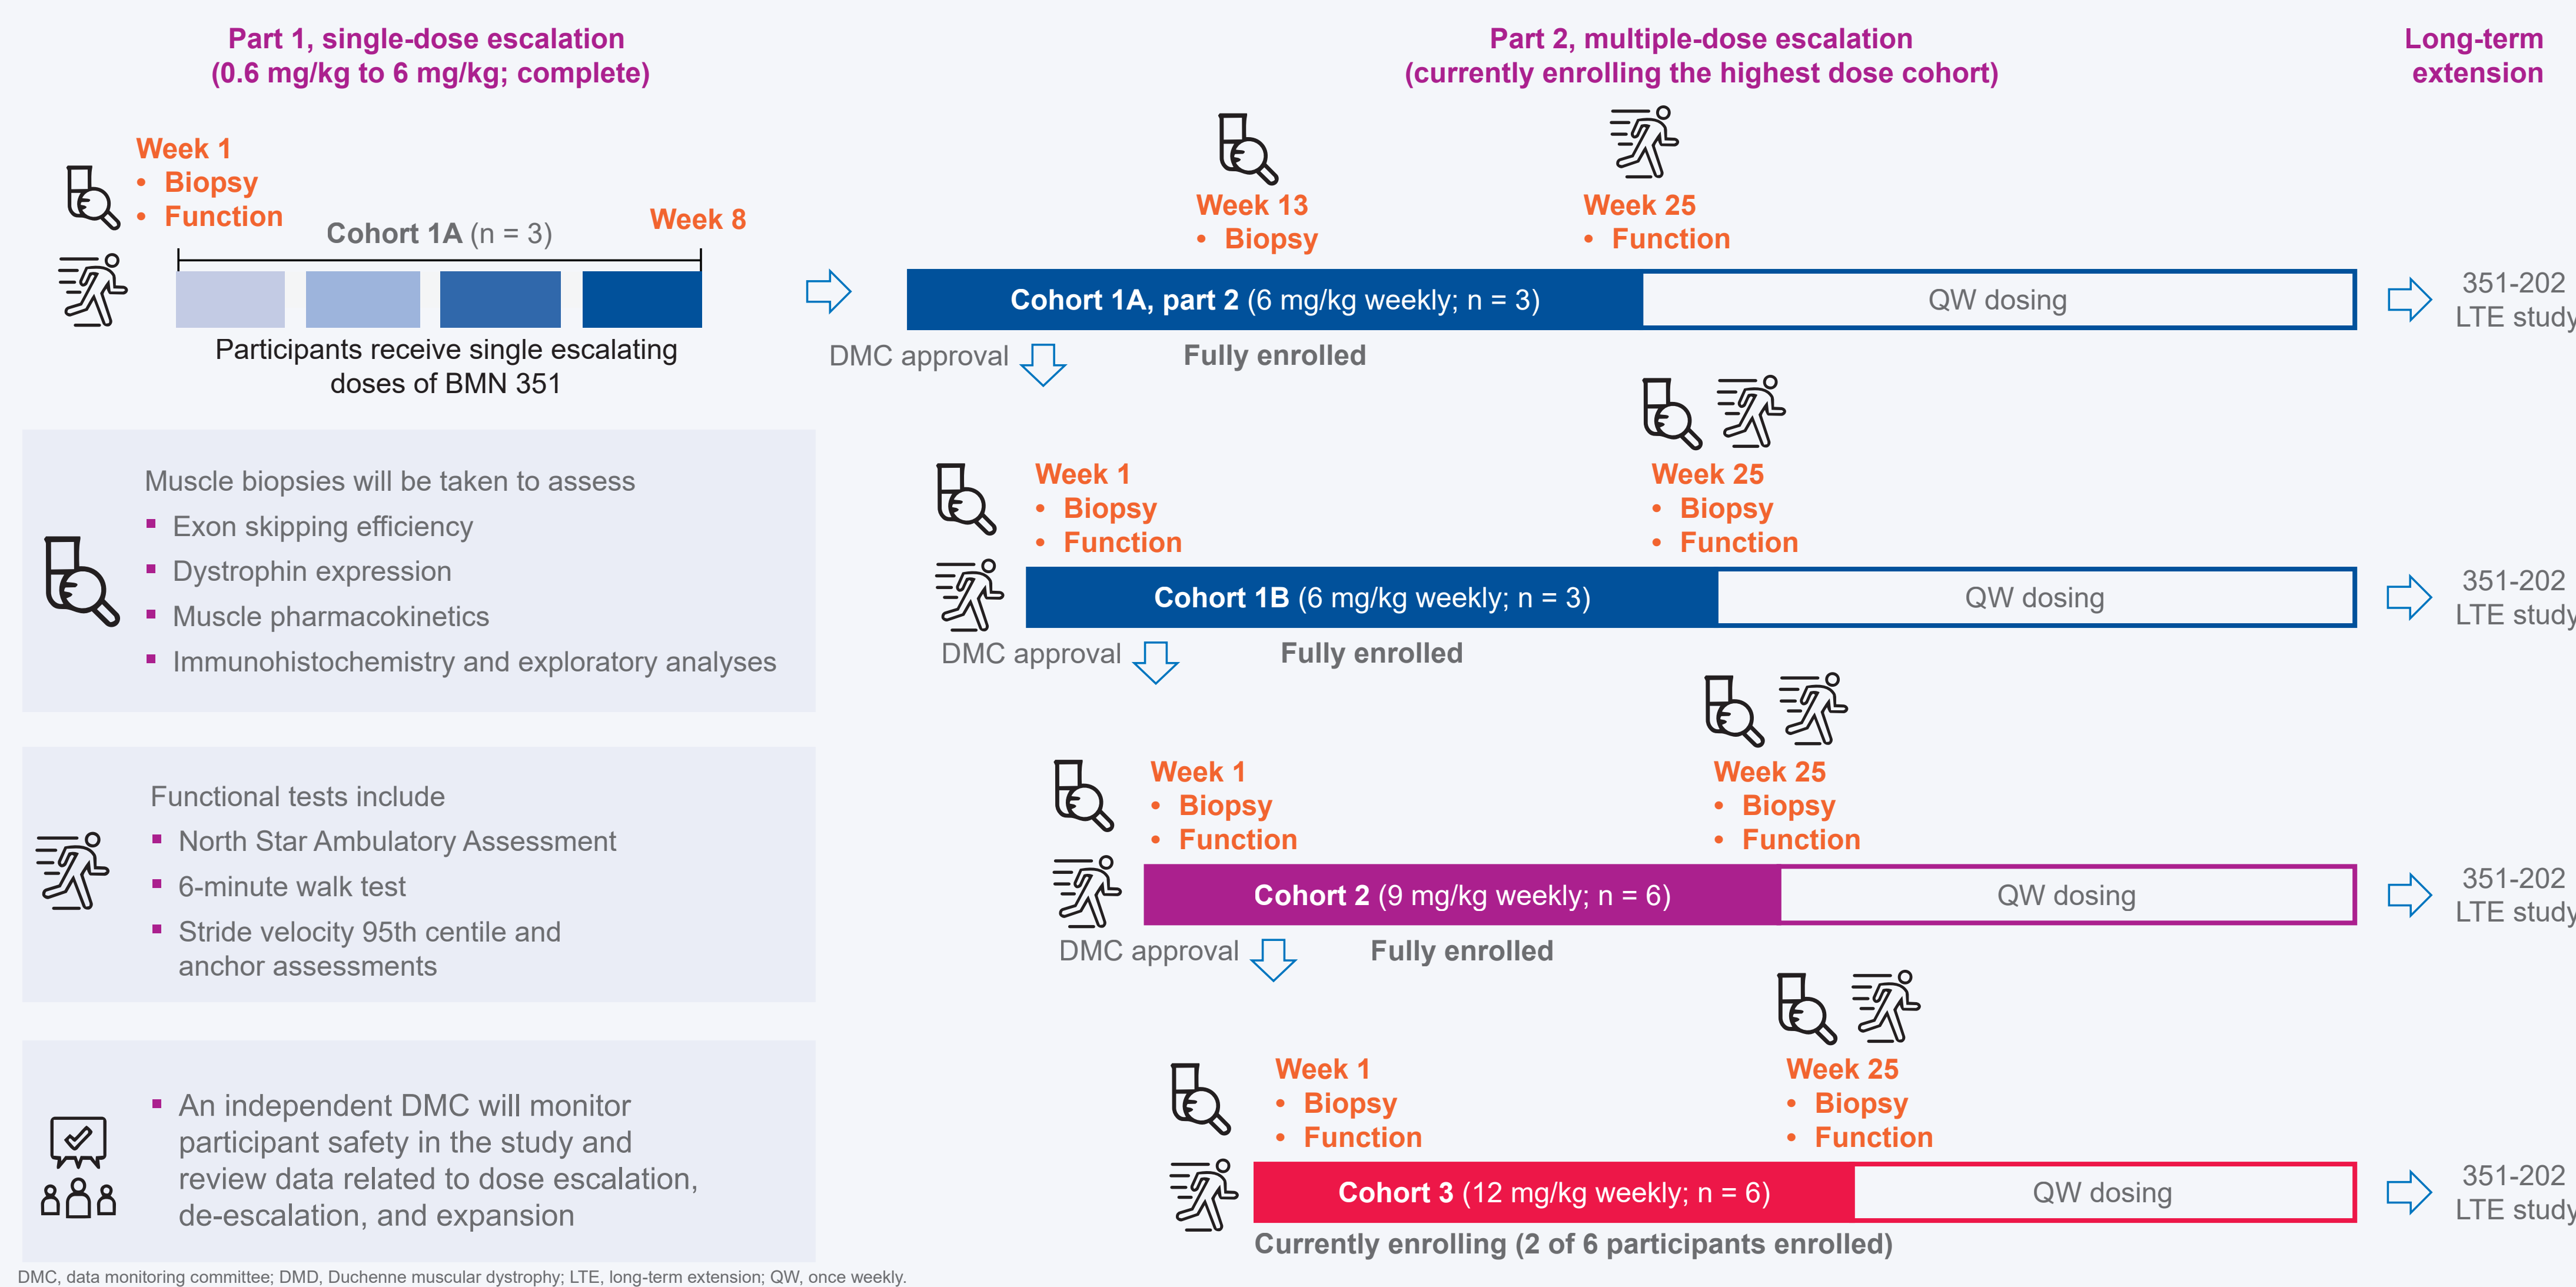 Part 1, single-dose escalation
(0.6 mg/kg to 6 mg/kg; complete)
Week 1
• Biopsy
• Function
Cohort 1A (n = 3)
Week 8
Participants receive single escalating
doses of BMN 351
Muscle biopsies will be taken to assess
▪ Exon skipping efficiency
▪ Dystrophin expression
▪ Muscle pharmacokinetics
▪ Immunohistochemistry and exploratory analyses
Functional tests include
▪ North Star Ambulatory Assessment
▪ 6-minute walk test
▪ Stride velocity 95th centile and
anchor assessments
▪ An independent DMC will monitor
participant safety in the study and
review data related to dose escalation,
de-escalation, and expansion
Part 2, multiple-dose escalation
(currently enrolling the highest dose cohort)
Long-term
extension
Week 13
• Biopsy
Week 25
• Function
Cohort 1A, part 2 (6 mg/kg weekly; n = 3)
QW dosing
351-202
LTE study
DMC approval
Fully enrolled
Week 1
• Biopsy
• Function
Week 25
• Biopsy
• Function
Cohort 1B (6 mg/kg weekly; n = 3)
QW dosing
351-202
LTE study
DMC approval
Fully enrolled
Week 1
• Biopsy
• Function
Week 25
• Biopsy
• Function
Cohort 2 (9 mg/kg weekly; n = 6)
QW dosing
351-202
LTE study
DMC approval
Fully enrolled
Week 1
• Biopsy
• Function
Week 25
• Biopsy
• Function
Cohort 3 (12 mg/kg weekly; n = 6)
QW dosing
351-202
LTE study
Currently enrolling (2 of 6 participants enrolled)
DMC, data monitoring committee; DMD, Duchenne muscular dystrophy; LTE, long-term extension; QW, once weekly.